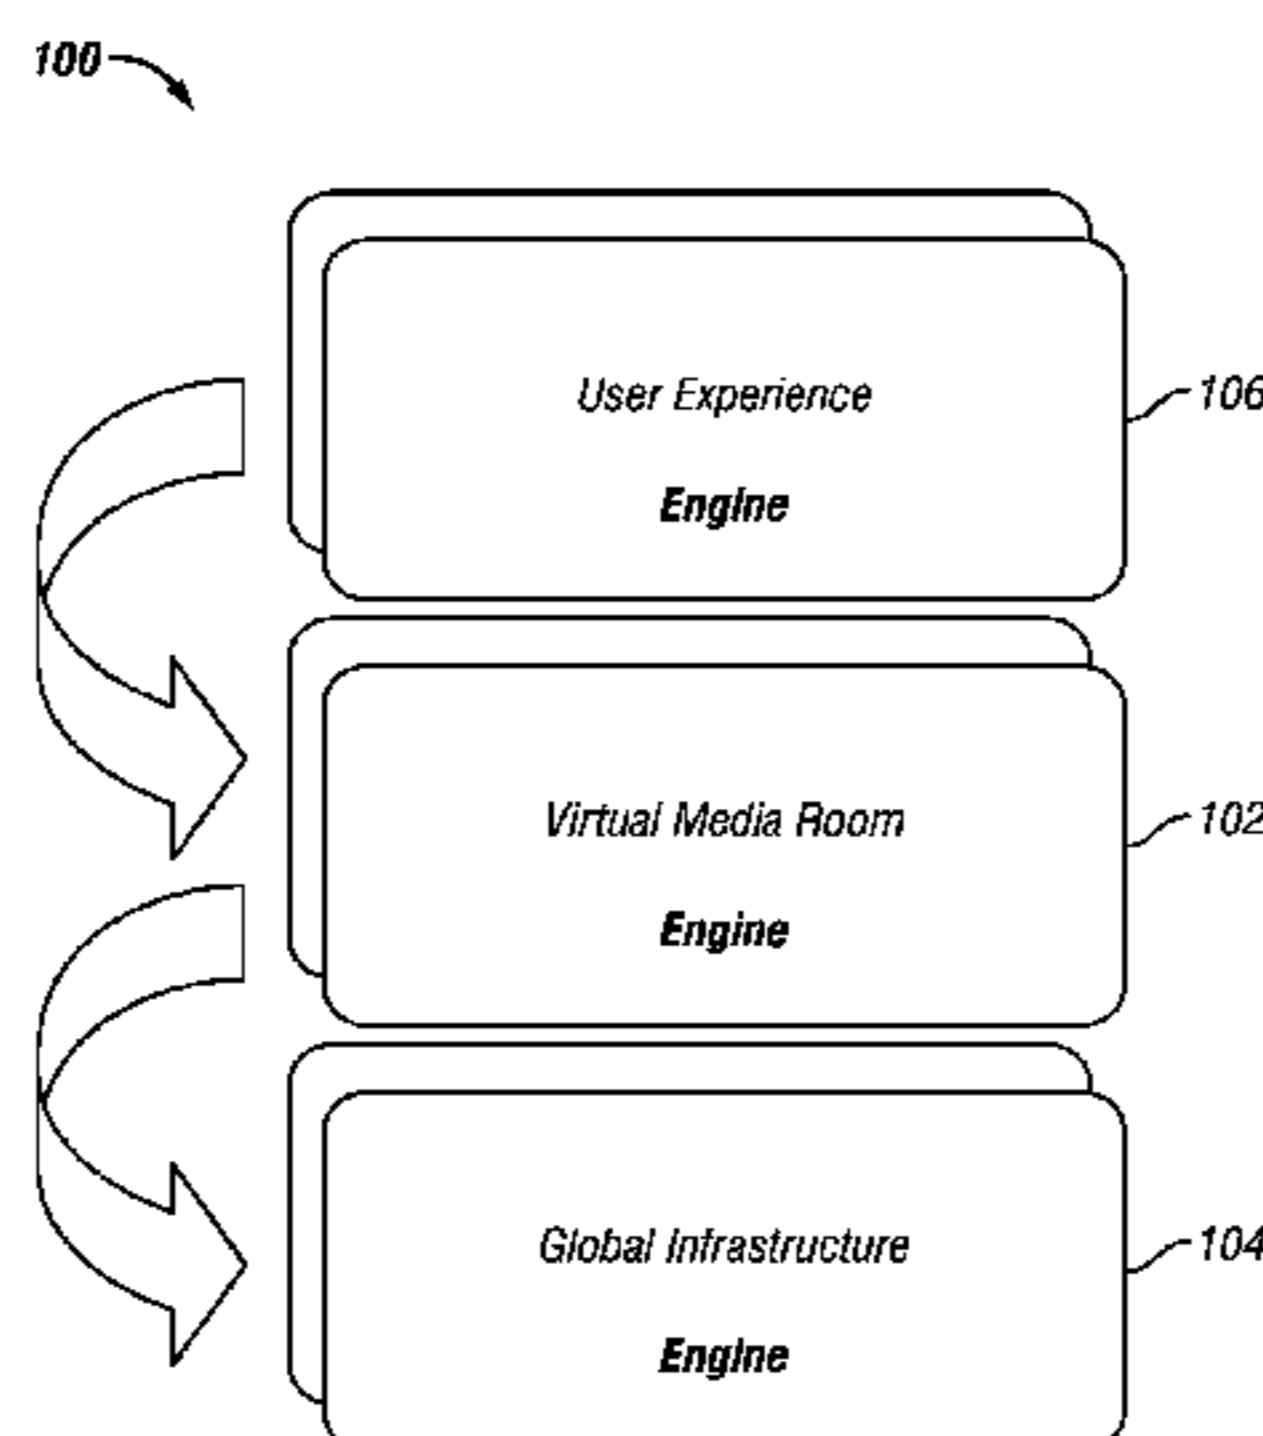 100
User Experience
106
Engine
Virtual Media Room
102
Engine
Global Infrastructure
104
Engine